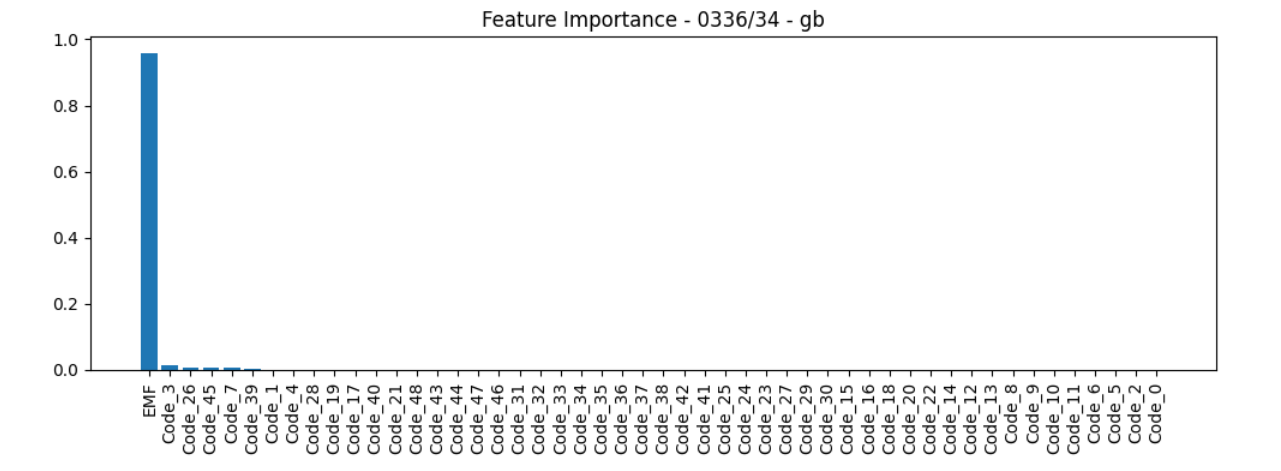 Feature Importance - 0336/34 - gb
1.0
0.8
0.6
0.4
0.2
0.0
EMF
Code_3
Code_26
Code_45
Code_7
Code_39
Code_1
Code_4
Code_28
Code_19
Code_17
Code_40
Code_21
Code_48
Code_43
Code_44
Code_47
Code_46
Code_31
Code_32
Code_33
Code_34
Code_35
Code_36
Code_37
Code_38
Code_42
Code_41
Code_25
Code_24
Code_23
Code_27
Code_29
Code_30
Code_15
Code_16
Code_18
Code_20
Code_22
Code_14
Code_12
Code_13
Code_8
Code_9
Code_10
Code_11
Code_6
Code_5
Code_2
Code_0